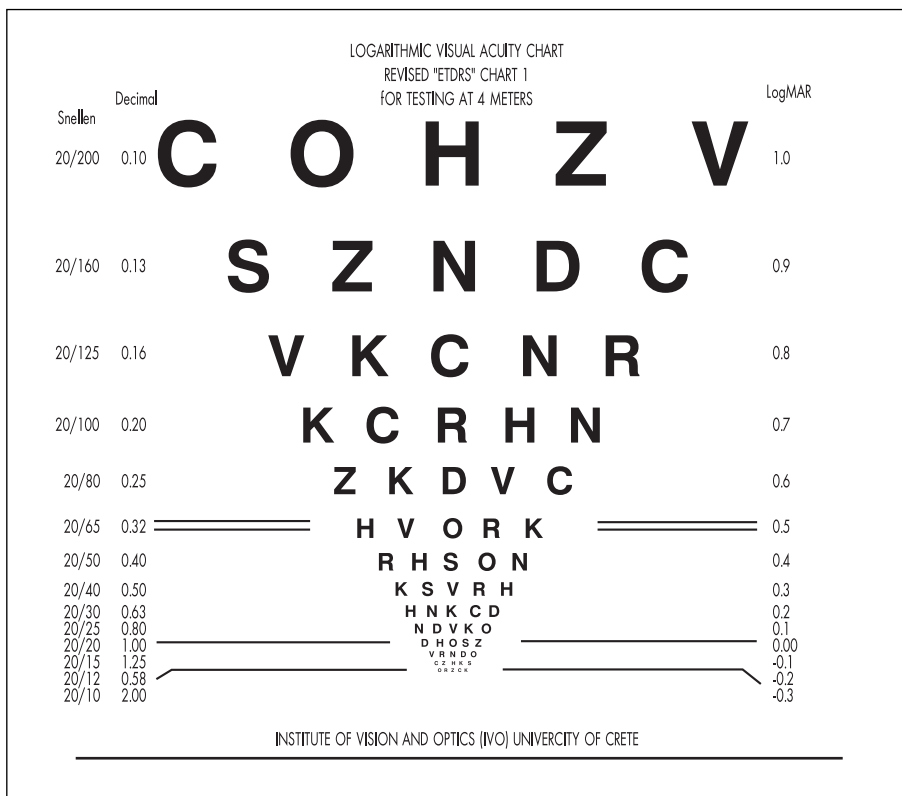 LOGARITHMIC VISUAL ACUITY CHART
REVISED "ETDRS" CHART 1
fOR TESTING AT 4 METERS
Snellen Decimal LogMAR
20/200 0.10 C O H Z V 1.0
20/160 0.13 S Z N D C 0.9
20/125 0.16 V K C N R 0.8
20/100 0.20 K C R H N 0.7
20/80 0.25 Z K D V C 0.6
20/65 0.32 H V O R K 0.5
20/50 0.40 R H S O N 0.4
20/40 0.50 K S V R H 0.3
20/30 0.63 H N K C D 0.2
20/25 0.80 N D V K O 0.1
20/20 1.00 D H O S Z 0.00
20/15 1.25 V R N D O -0.1
20/12 0.58 C Z H K S -0.2
20/10 2.00 O R Z C K -0.3
INSTITUTE OF VISION AND OPTICS (IVO) UNIVERCITY OF CRETE